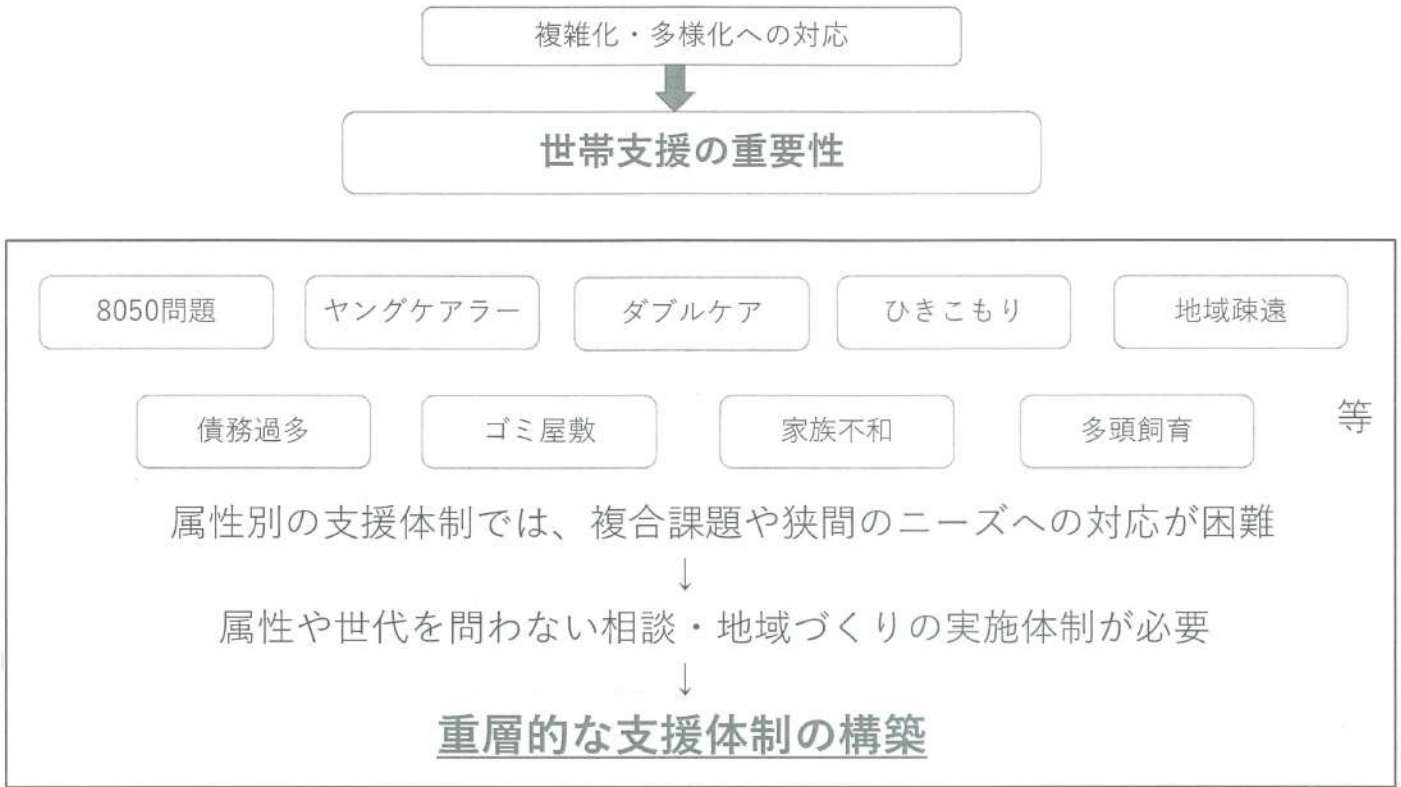 複雑化・多様化への対応
世帯支援の重要性
8050問題 ヤングケアラー ダブルケア ひきこもり 地域疎遠
債務過多 ゴミ屋敷 家族不和 多頭飼育 等
属性別の支援体制では、複合課題や狭間のニーズへの対応が困難
↓
属性や世代を問わない相談・地域づくりの実施体制が必要
↓
重層的な支援体制の構築